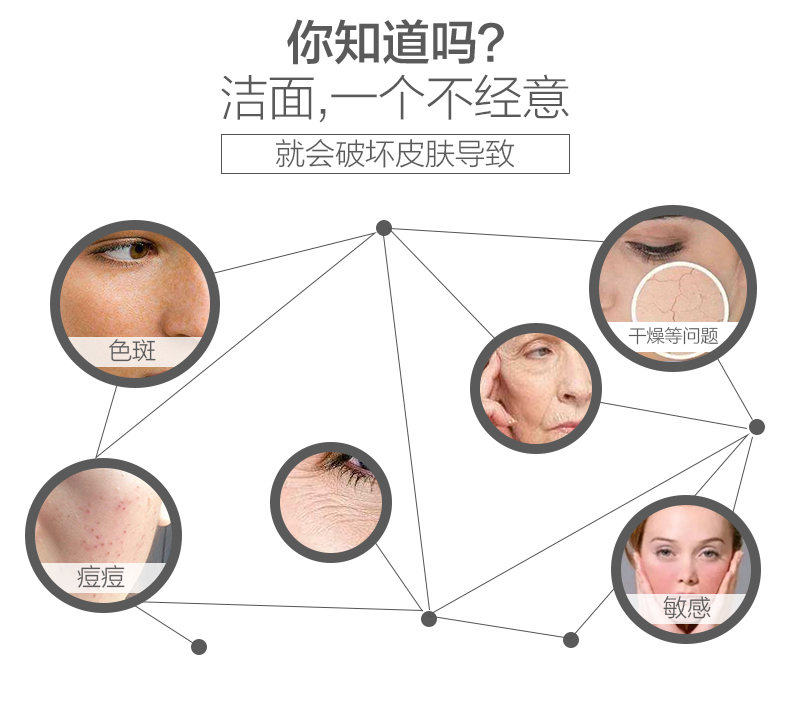 你知道吗?
洁面,一个不经意
就会破坏皮肤导致
色斑
干燥等问题
痘痘
敏感